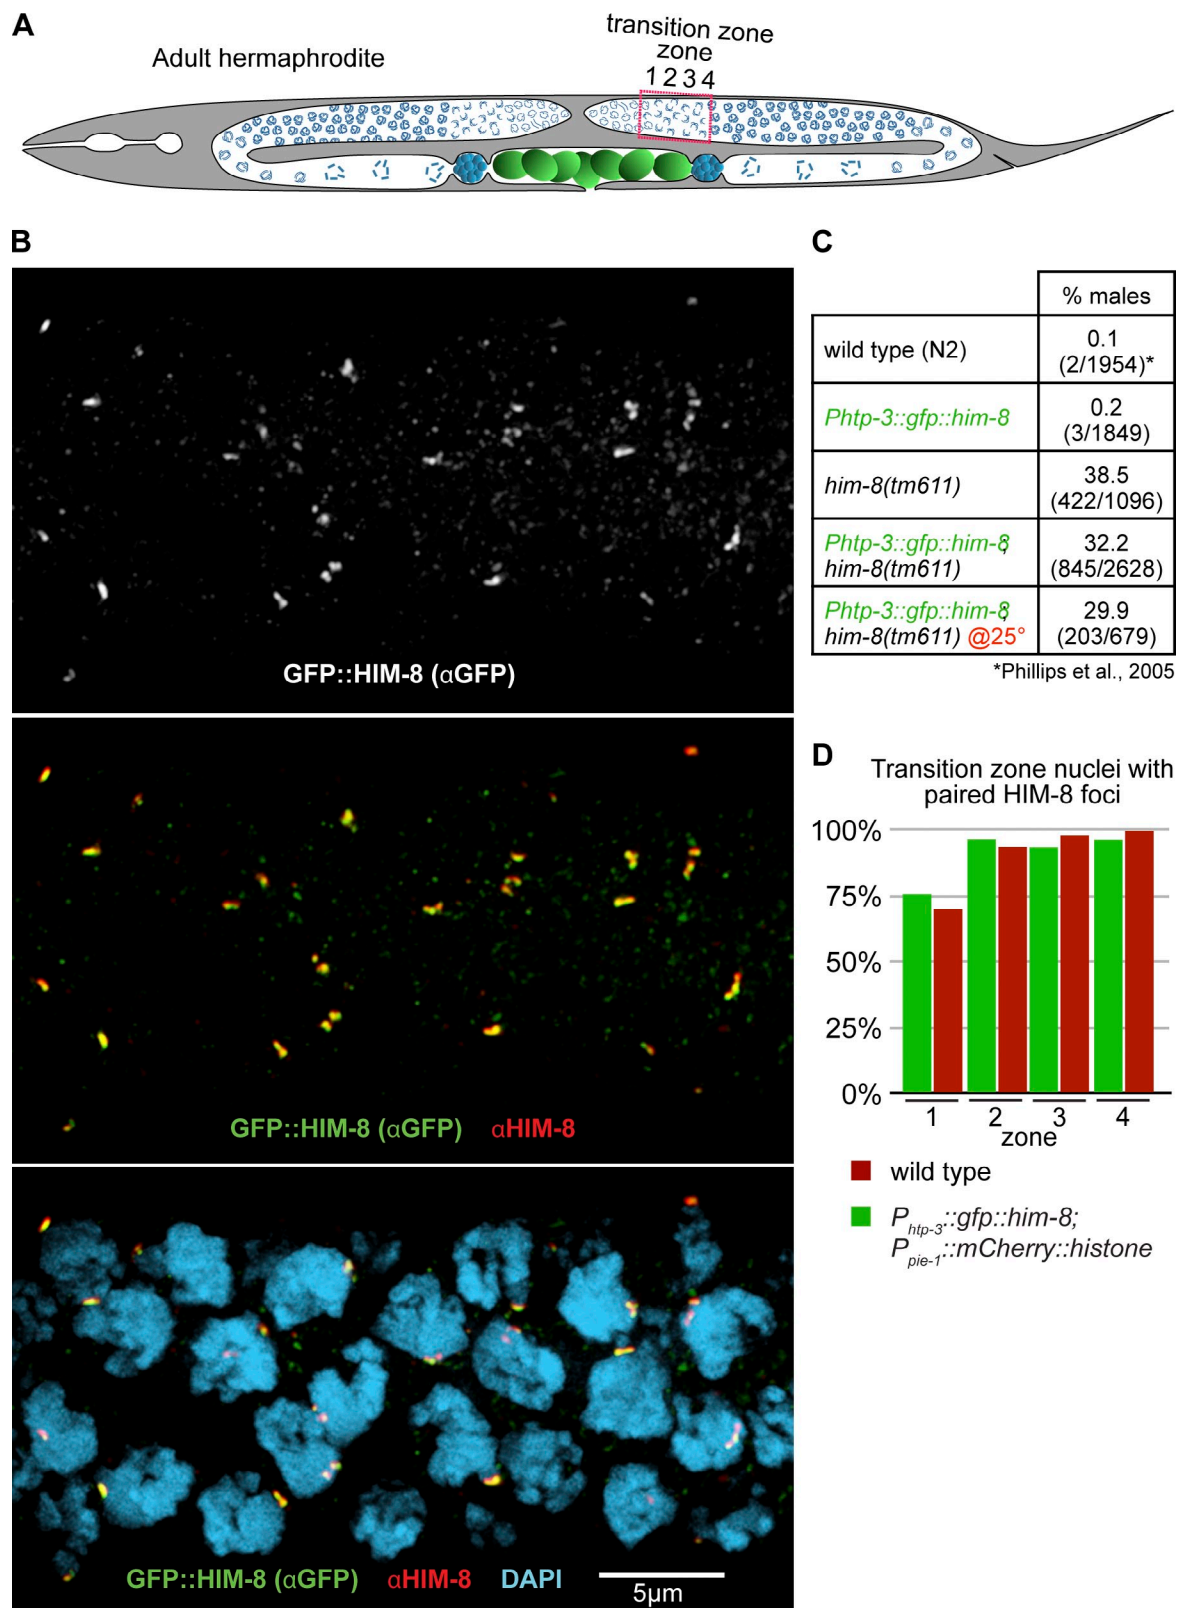 A
Adult hermaphrodite
transition zone
zone
1 2 3 4
B
GFP::HIM-8 (αGFP)
GFP::HIM-8 (αGFP) αHIM-8
GFP::HIM-8 (αGFP) αHIM-8 DAPI
5μm
C
% males
wild type (N2)
0.1
(2/1954)*
Phtp-3::gfp::him-8
0.2
(3/1849)
him-8(tm611)
38.5
(422/1096)
Phtp-3::gfp::him-8;
him-8(tm611)
32.2
(845/2628)
Phtp-3::gfp::him-8;
him-8(tm611) @25°
29.9
(203/679)
*Phillips et al., 2005
D
Transition zone nuclei with
paired HIM-8 foci
100%
75%
50%
25%
0%
1 2 3 4
zone
wild type
Phtp-3::gfp::him-8;
Ppie-1::mCherry::histone